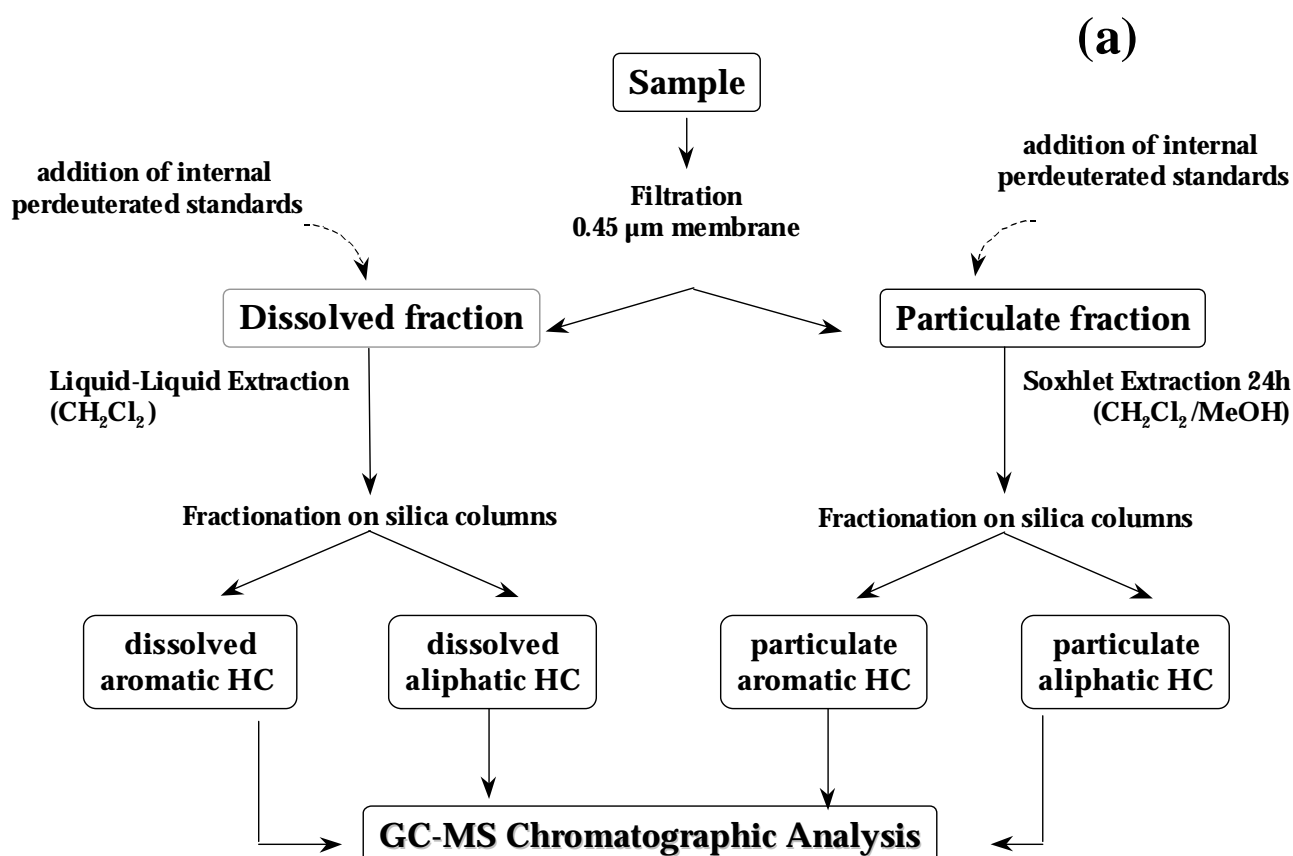 (a)
Sample
addition of internal
perdeuterated standards
addition of internal
perdeuterated standards
Filtration
0.45 µm membrane
Dissolved fraction
Particulate fraction
Liquid-Liquid Extraction
(CH₂Cl₂)
Soxhlet Extraction 24h
(CH₂Cl₂/MeOH)
Fractionation on silica columns
Fractionation on silica columns
dissolved
aromatic HC
dissolved
aliphatic HC
particulate
aromatic HC
particulate
aliphatic HC
GC-MS Chromatographic Analysis